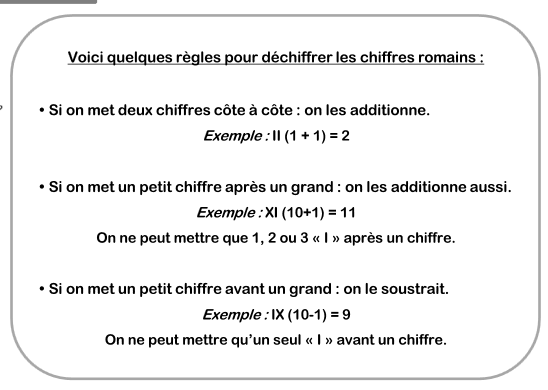 Voici quelques règles pour déchiffrer les chiffres romains :
• Si on met deux chiffres côte à côte : on les additionne.
Exemple : II (1 + 1) = 2
• Si on met un petit chiffre après un grand : on les additionne aussi.
Exemple : XI (10+1) = 11
On ne peut mettre que 1, 2 ou 3 « I » après un chiffre.
• Si on met un petit chiffre avant un grand : on le soustrait.
Exemple : IX (10-1) = 9
On ne peut mettre qu'un seul « I » avant un chiffre.